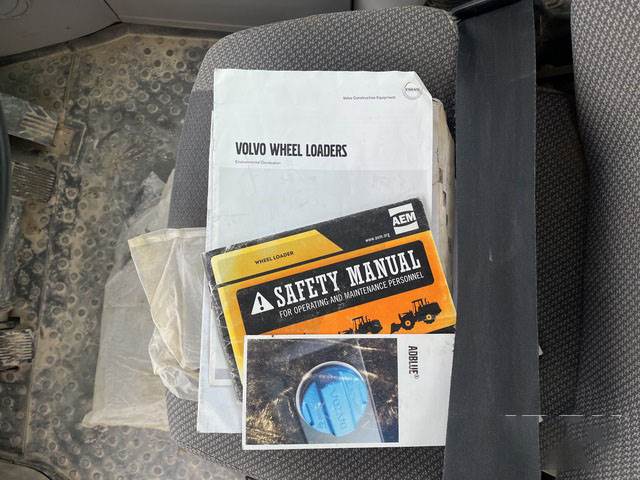 Volvo Construction Equipment
VOLVO
VOLVO WHEEL LOADERS
Environmental Declaration
AEM
www.aem.org
WHEEL LOADER
SAFETY MANUAL
FOR OPERATING AND MAINTENANCE PERSONNEL
ADBLUE®
VOLVO